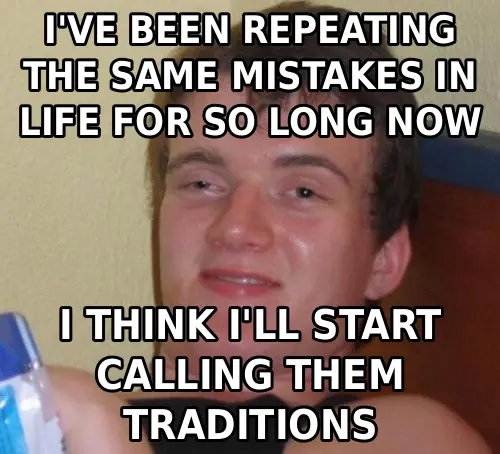 I'VE BEEN REPEATING
THE SAME MISTAKES IN
LIFE FOR SO LONG NOW
I THINK I'LL START
CALLING THEM
TRADITIONS